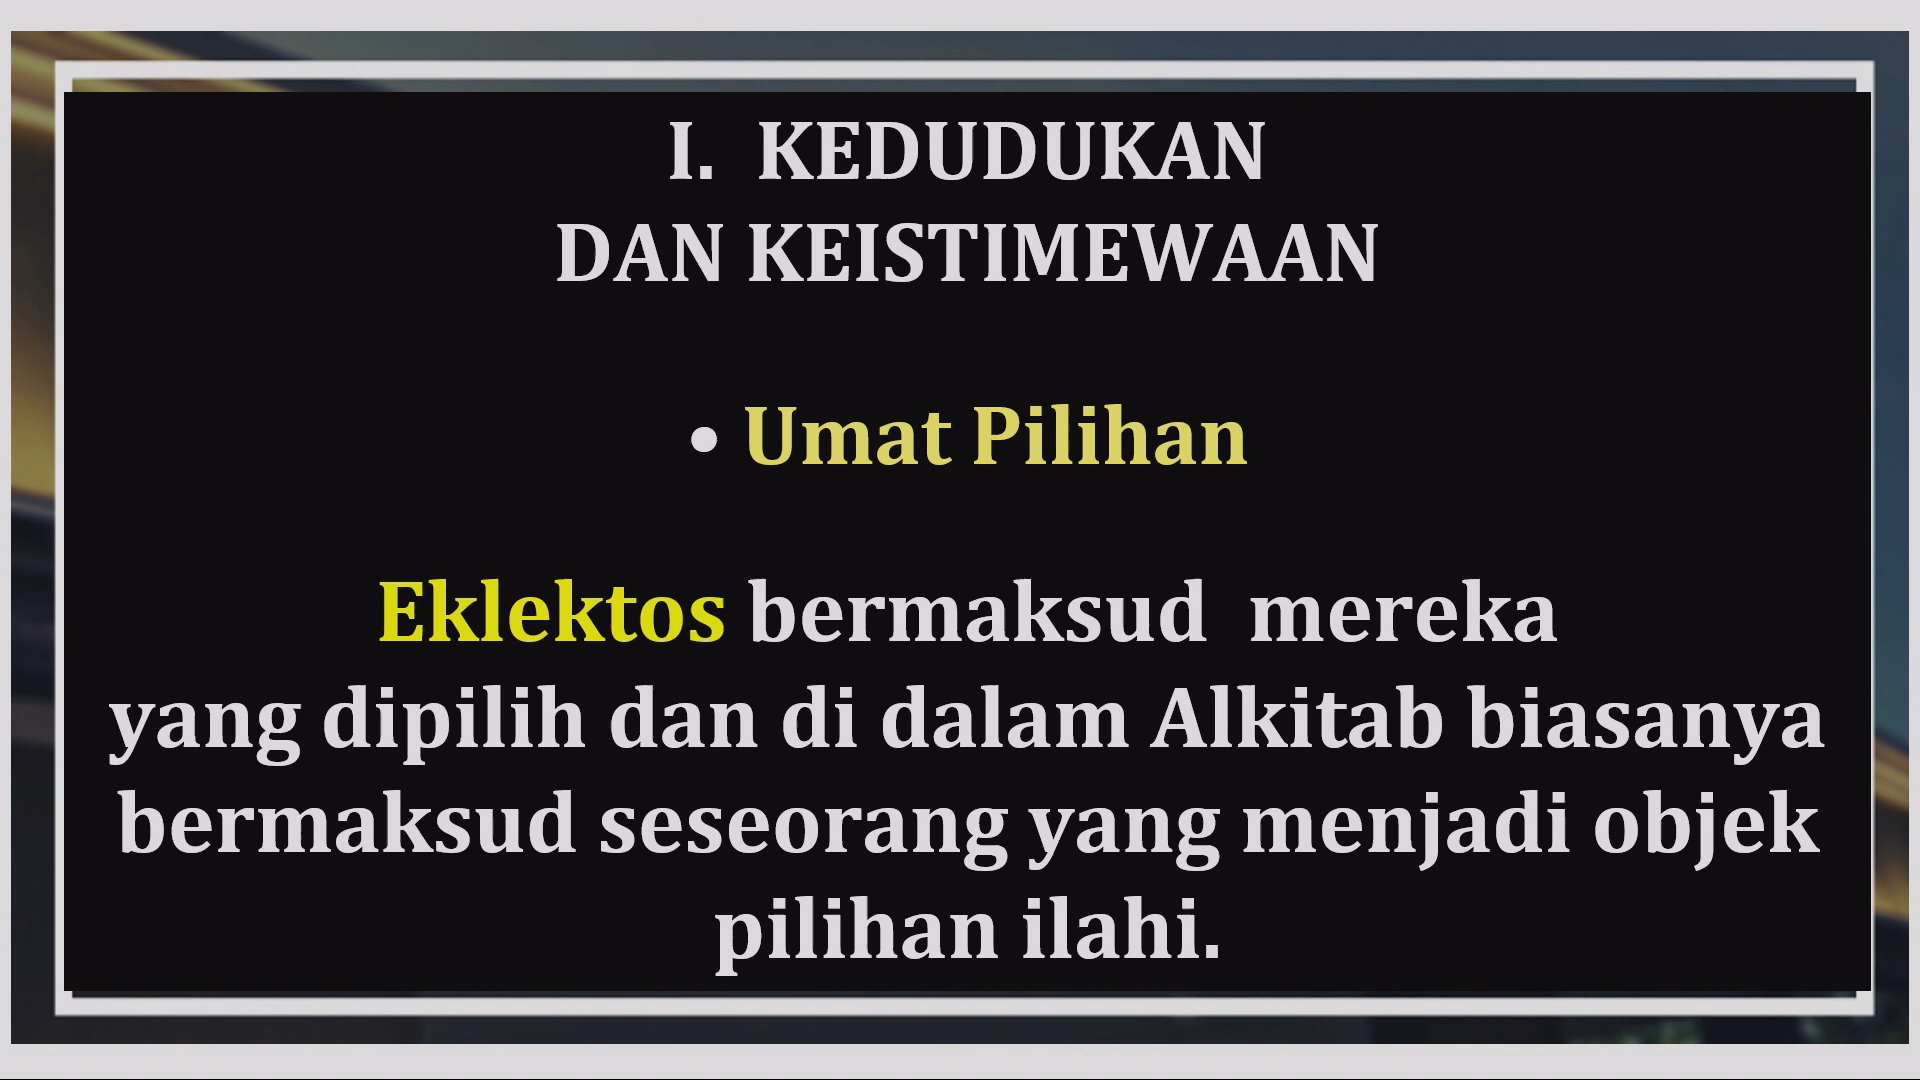 I. KEDUDUKAN
DAN KEISTIMEWAAN
• Umat Pilihan
Eklektos bermaksud mereka
yang dipilih dan di dalam Alkitab biasanya
bermaksud seseorang yang menjadi objek
pilihan ilahi.